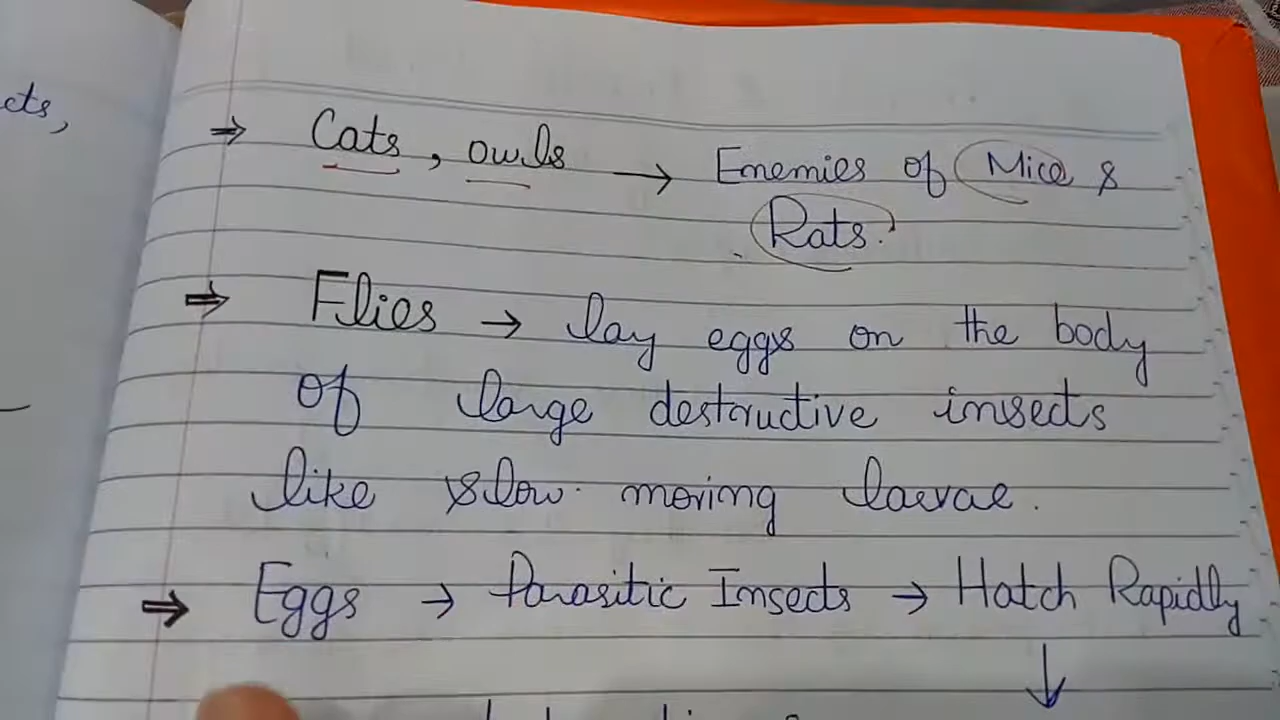 cts,
⇒ Cats, owls → Enemies of Mice &
Rats.
⇒ Flies → lay eggs on the body
of large destructive insects
like slow moving larvae.
⇒ Eggs → Parasitic Insects → Hatch Rapidly
↓